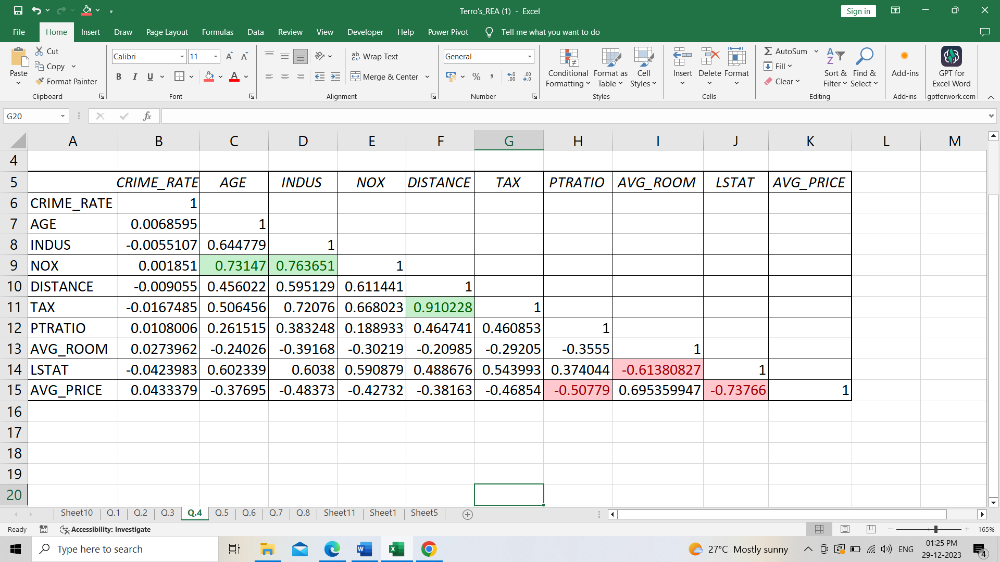 Terro's_REA (1) - Excel
Sign in
File Home Insert Draw Page Layout Formulas Data Review View Developer Help Power Pivot Tell me what you want to do
Paste
Cut
Copy
Format Painter
Clipboard
Calibri 11
B I U
Font
Wrap Text
Merge & Center
Alignment
General
Number
Conditional Formatting
Format as Table
Cell Styles
Styles
Insert Delete Format
Cells
AutoSum
Fill
Clear
Sort & Filter
Find & Select
Editing
Add-ins
Add-ins
GPT for Excel Word
gptforwork.com
G20 fx
A B C D E F G H I J K L M
4
5 CRIME_RATE AGE INDUS NOX DISTANCE TAX PTRATIO AVG_ROOM LSTAT AVG_PRICE
6 CRIME_RATE 1
7 AGE 0.0068595 1
8 INDUS -0.0055107 0.644779 1
9 NOX 0.001851 0.73147 0.763651 1
10 DISTANCE -0.009055 0.456022 0.595129 0.611441 1
11 TAX -0.0167485 0.506456 0.72076 0.668023 0.910228 1
12 PTRATIO 0.0108006 0.261515 0.383248 0.188933 0.464741 0.460853 1
13 AVG_ROOM 0.0273962 -0.24026 -0.39168 -0.30219 -0.20985 -0.29205 -0.3555 1
14 LSTAT -0.0423983 0.602339 0.6038 0.590879 0.488676 0.543993 0.374044 -0.61380827 1
15 AVG_PRICE 0.0433379 -0.37695 -0.48373 -0.42732 -0.38163 -0.46854 -0.50779 0.695359947 -0.73766 1
16
17
18
19
20
Sheet10 Q.1 Q.2 Q.3 Q.4 Q.5 Q.6 Q.7 Q.8 Sheet11 Sheet1 Sheet5
Ready Accessibility: Investigate 165%
Type here to search
27°C Mostly sunny
ENG
01:25 PM
29-12-2023
4